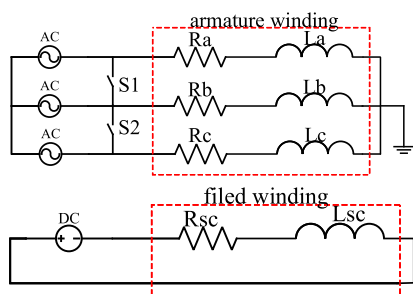 armature winding
AC Ra La
S1
AC Rb Lb
S2
AC Rc Lc
filed winding
DC Rsc Lsc